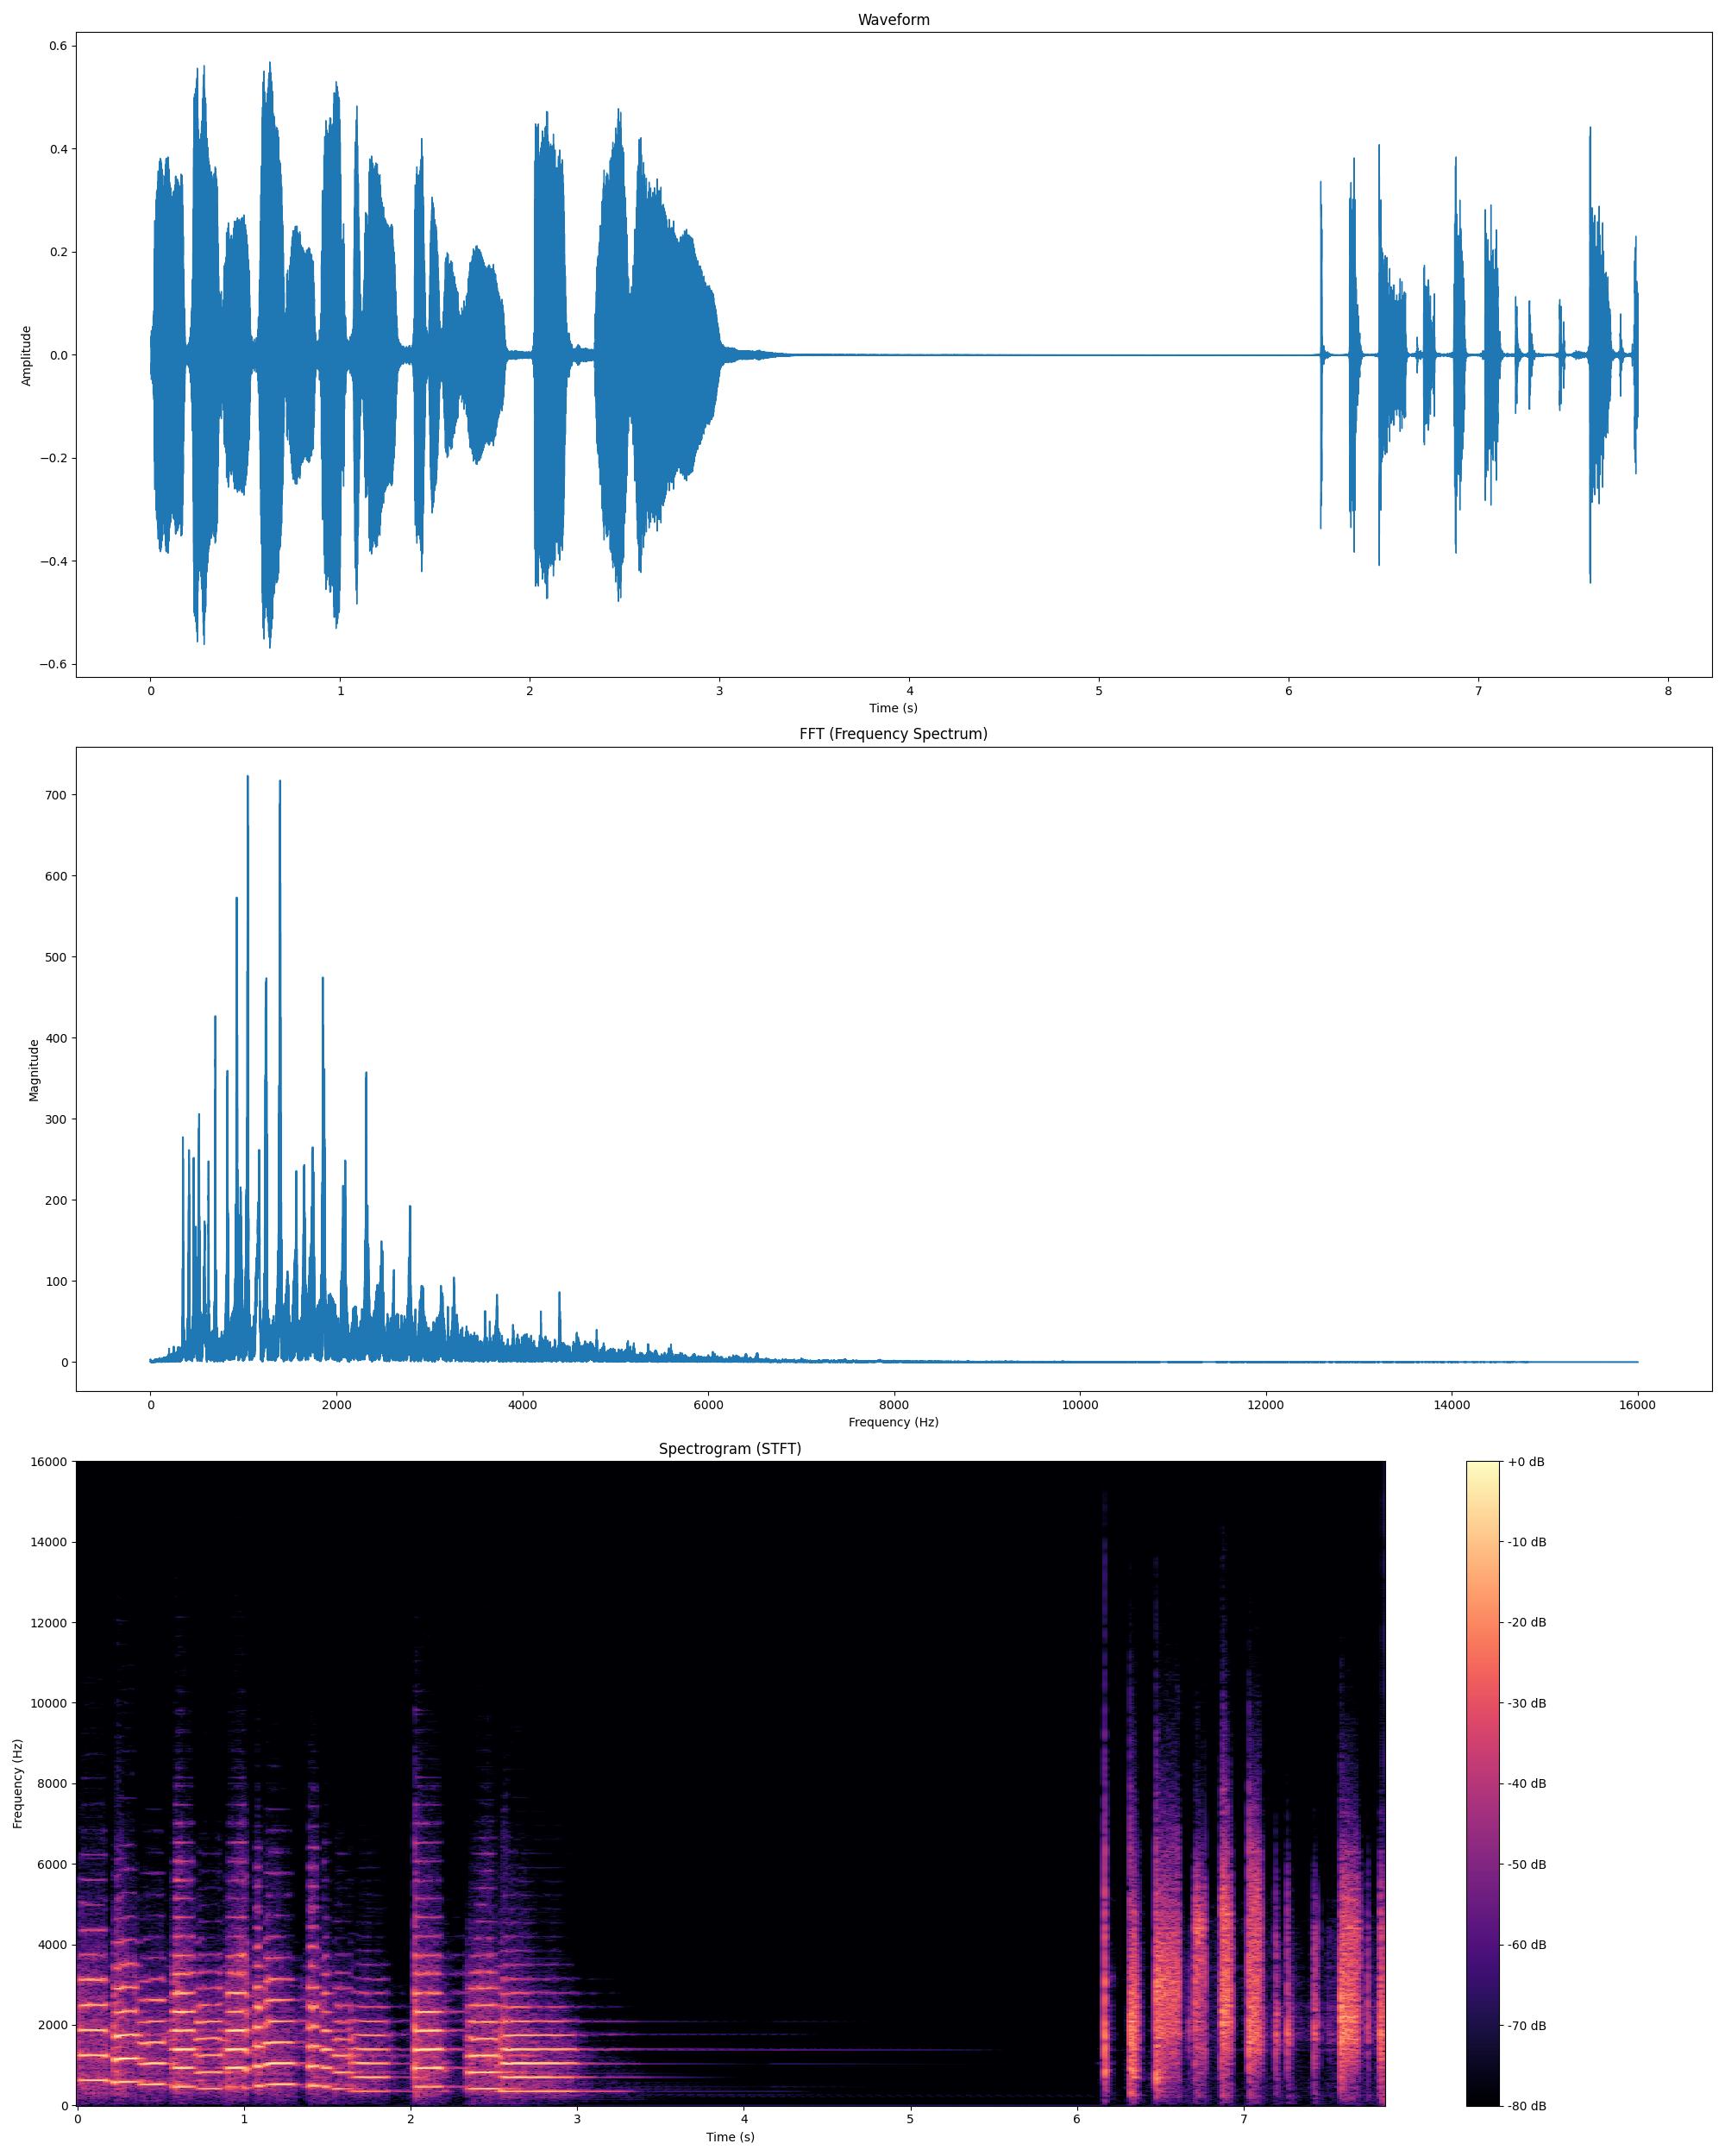 Waveform
0.6
0.4
0.2
0.0
−0.2
−0.4
−0.6
Amplitude
0 1 2 3 4 5 6 7 8
Time (s)
FFT (Frequency Spectrum)
700
600
500
400
300
200
100
0
Magnitude
0 2000 4000 6000 8000 10000 12000 14000 16000
Frequency (Hz)
Spectrogram (STFT)
16000
14000
12000
10000
8000
6000
4000
2000
0
Frequency (Hz)
0 1 2 3 4 5 6 7
Time (s)
+0 dB
-10 dB
-20 dB
-30 dB
-40 dB
-50 dB
-60 dB
-70 dB
-80 dB